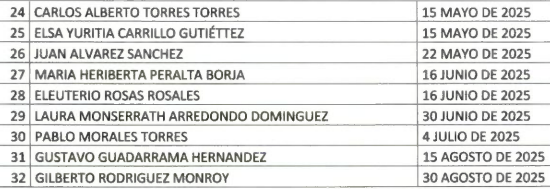 24 CARLOS ALBERTO TORRES TORRES 15 MAYO DE 2025
25 ELSA YURITIA CARRILLO GUTIÉTTEZ 15 MAYO DE 2025
26 JUAN ALVAREZ SANCHEZ 22 MAYO DE 2025
27 MARIA HERIBERTA PERALTA BORJA 16 JUNIO DE 2025
28 ELEUTERIO ROSAS ROSALES 16 JUNIO DE 2025
29 LAURA MONSERRATH ARREDONDO DOMINGUEZ 30 JUNIO DE 2025
30 PABLO MORALES TORRES 4 JULIO DE 2025
31 GUSTAVO GUADARRAMA HERNANDEZ 15 AGOSTO DE 2025
32 GILBERTO RODRIGUEZ MONROY 30 AGOSTO DE 2025